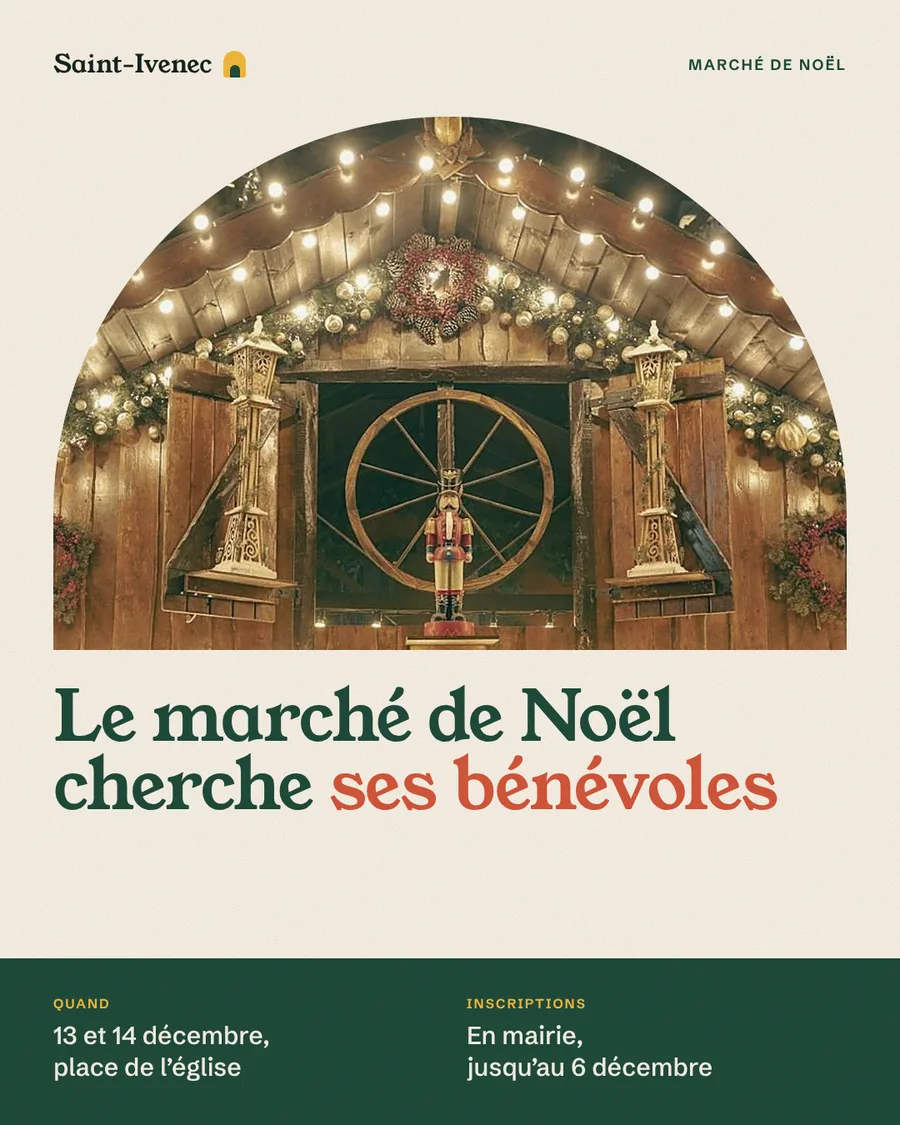 Saint-Ivenec
MARCHÉ DE NOËL
Le marché de Noël
cherche ses bénévoles
QUAND
13 et 14 décembre,
place de l’église
INSCRIPTIONS
En mairie,
jusqu’au 6 décembre